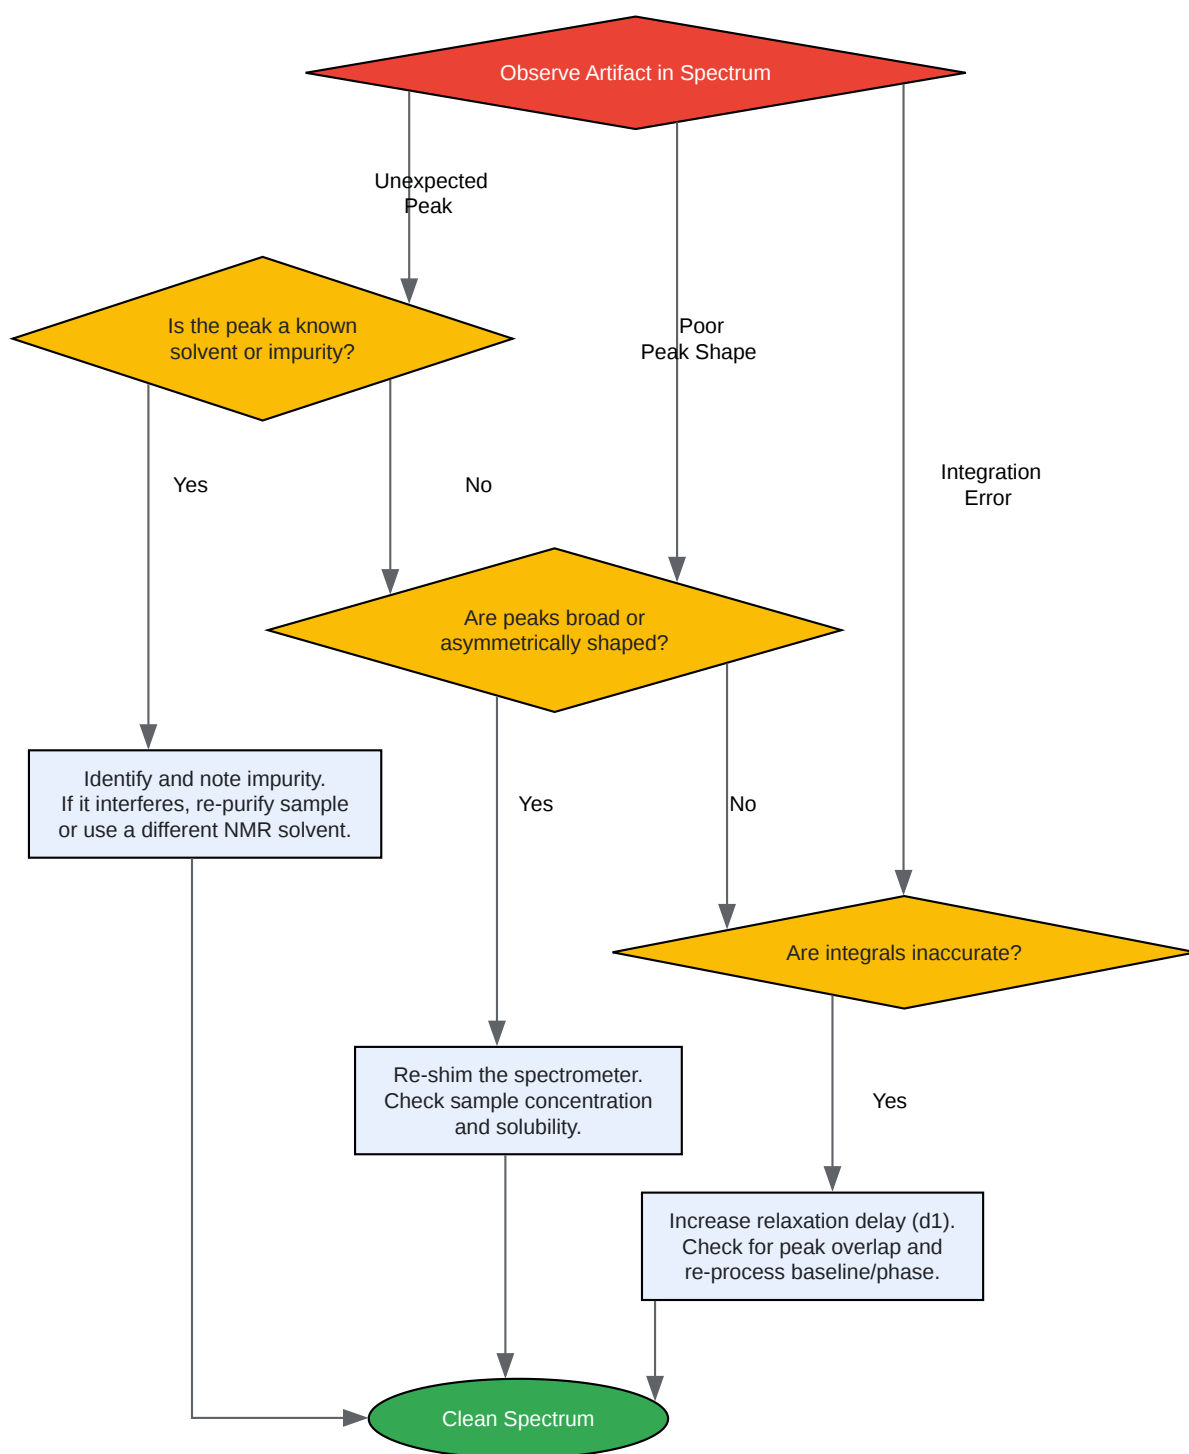 Observe Artifact in Spectrum
Unexpected
Peak
Is the peak a known
solvent or impurity?
Poor
Peak Shape
Yes
No
Integration
Error
Are peaks broad or
asymmetrically shaped?
Identify and note impurity.
If it interferes, re-purify sample
or use a different NMR solvent.
Yes
No
Are integrals inaccurate?
Re-shim the spectrometer.
Check sample concentration
and solubility.
Yes
Increase relaxation delay (d1).
Check for peak overlap and
re-process baseline/phase.
Clean Spectrum